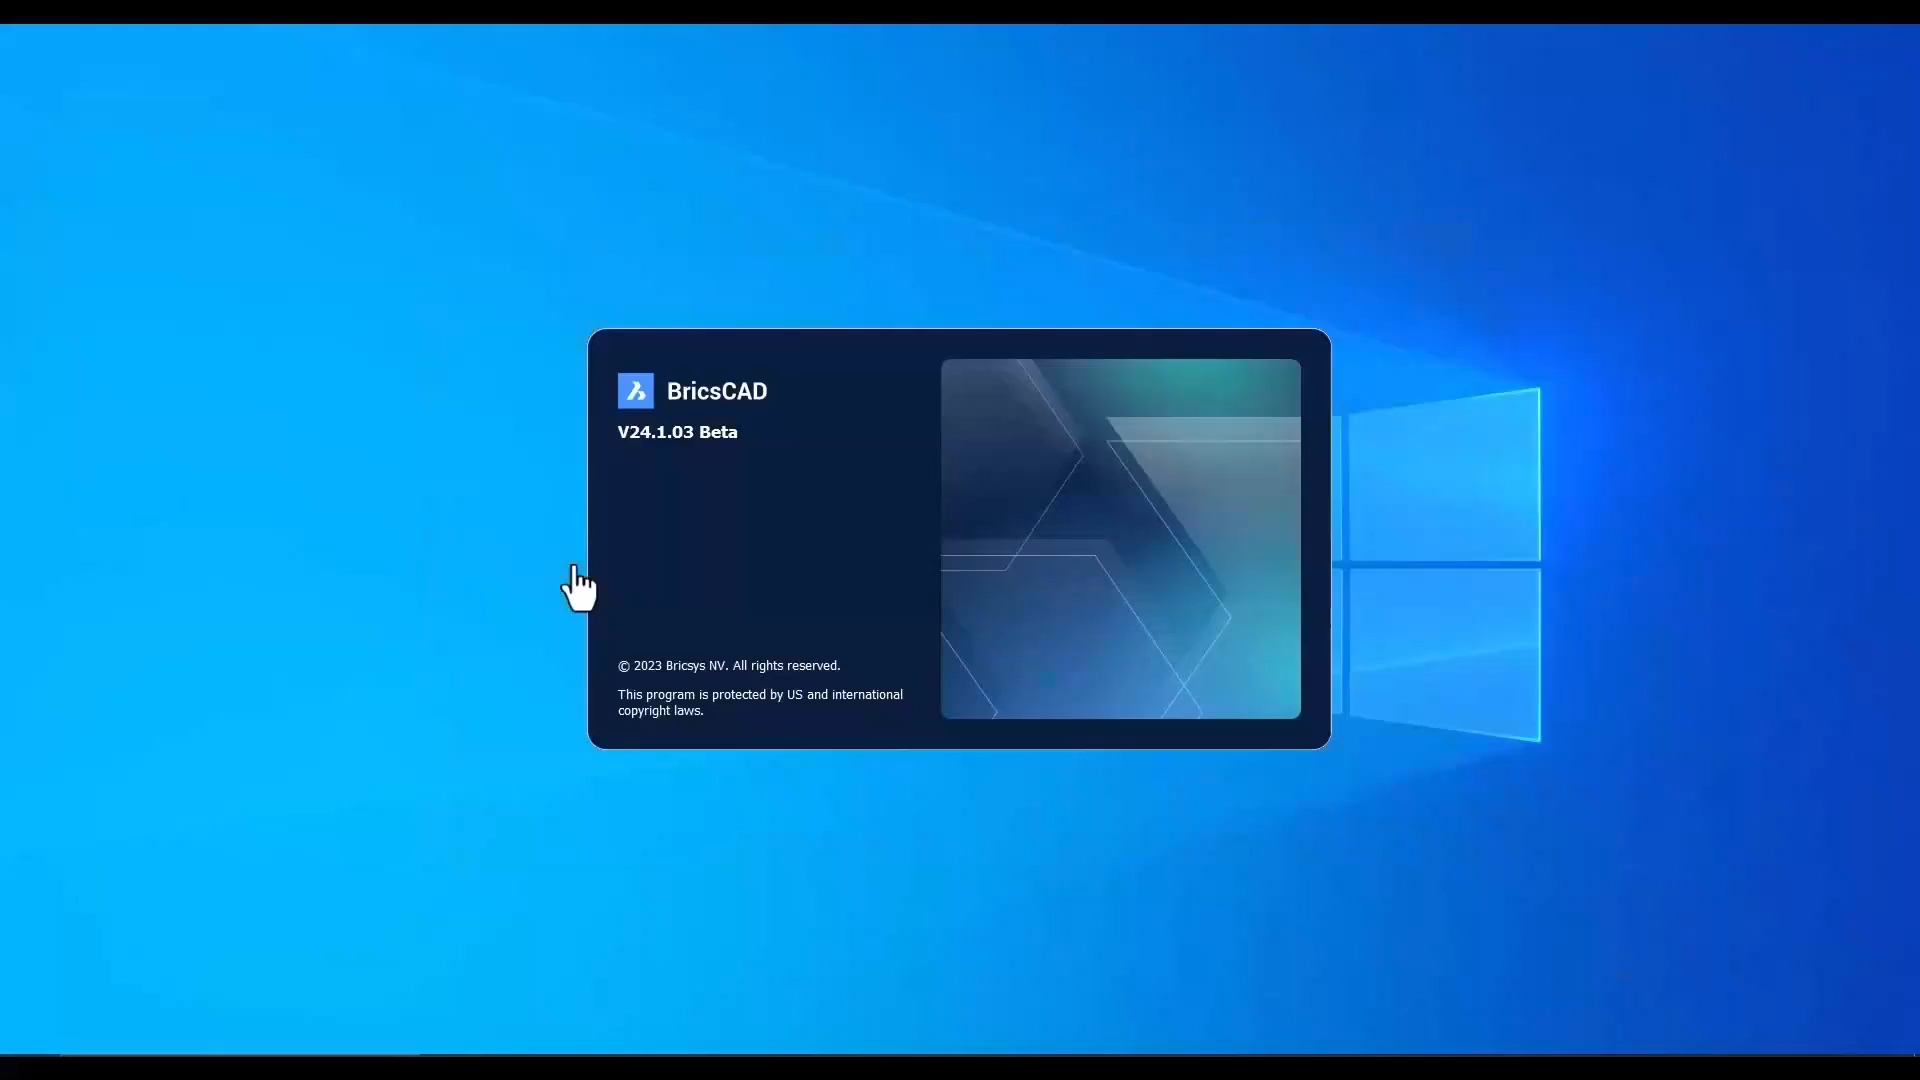 BricsCAD
V24.1.03 Beta
© 2023 Bricsys NV. All rights reserved.
This program is protected by US and international
copyright laws.